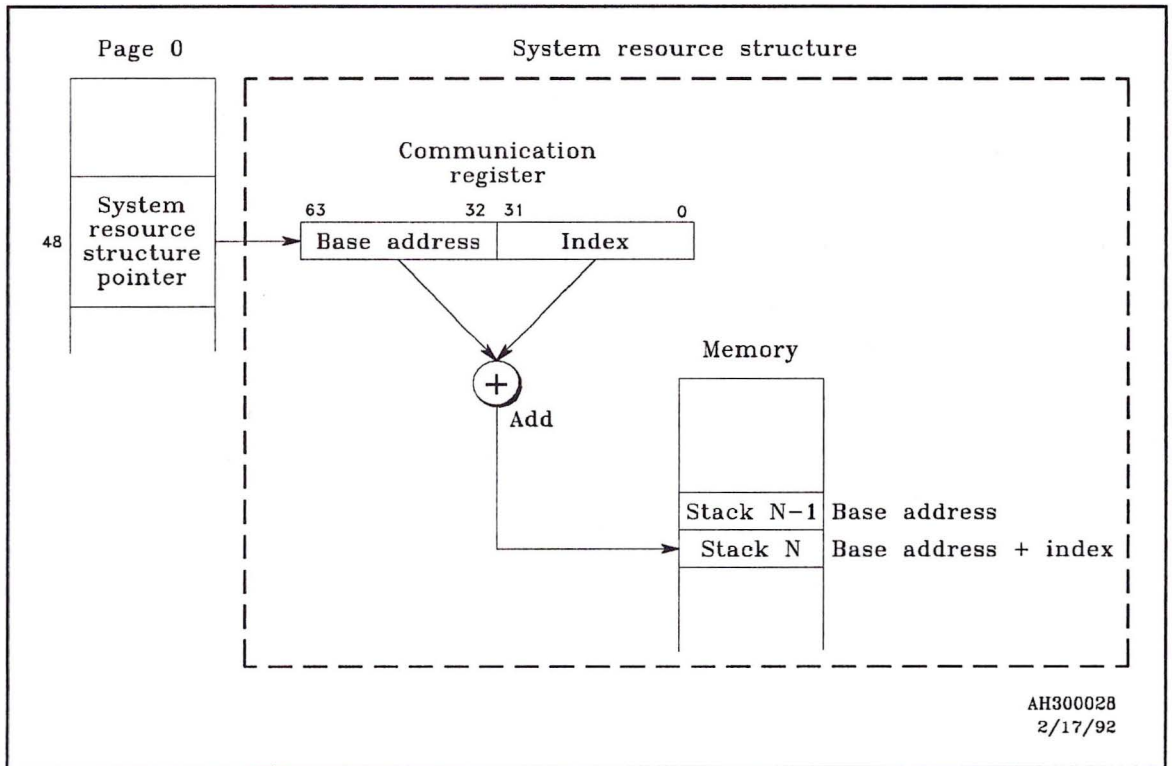 Page 0
System resource structure
Communication
register
63 32 31 0
System
resource
structure
pointer
48
Base address Index
Memory
+
Add
Stack N-1 Base address
Stack N Base address + index
AH300028
2/17/92